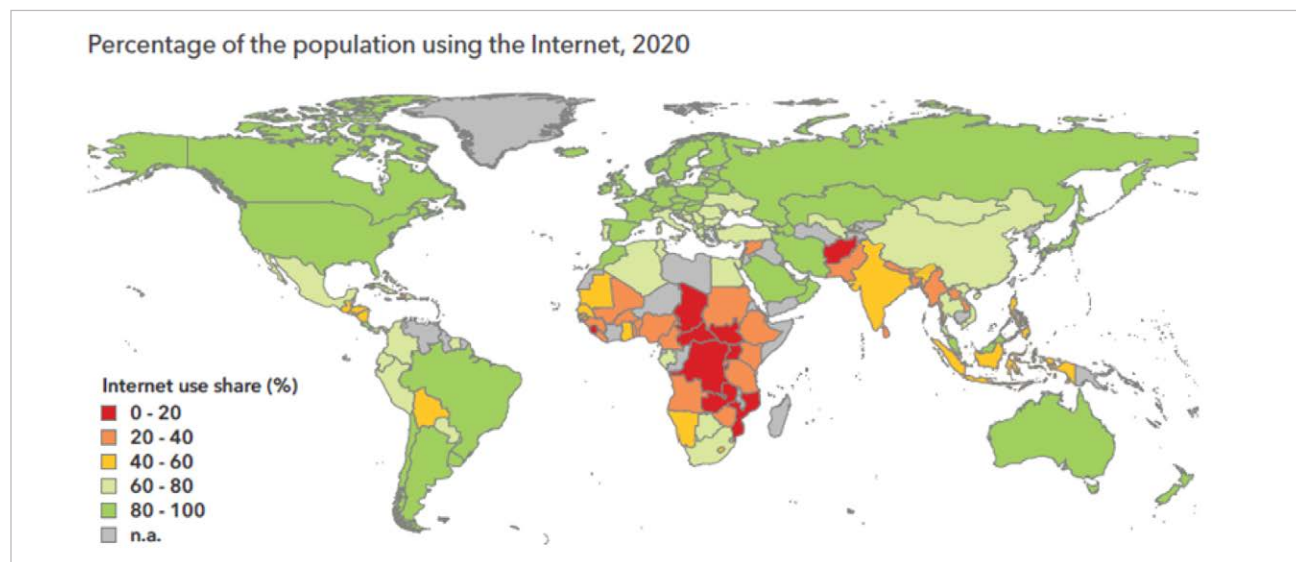 Percentage of the population using the Internet, 2020
Internet use share (%)
0 - 20
20 - 40
40 - 60
60 - 80
80 - 100
n.a.